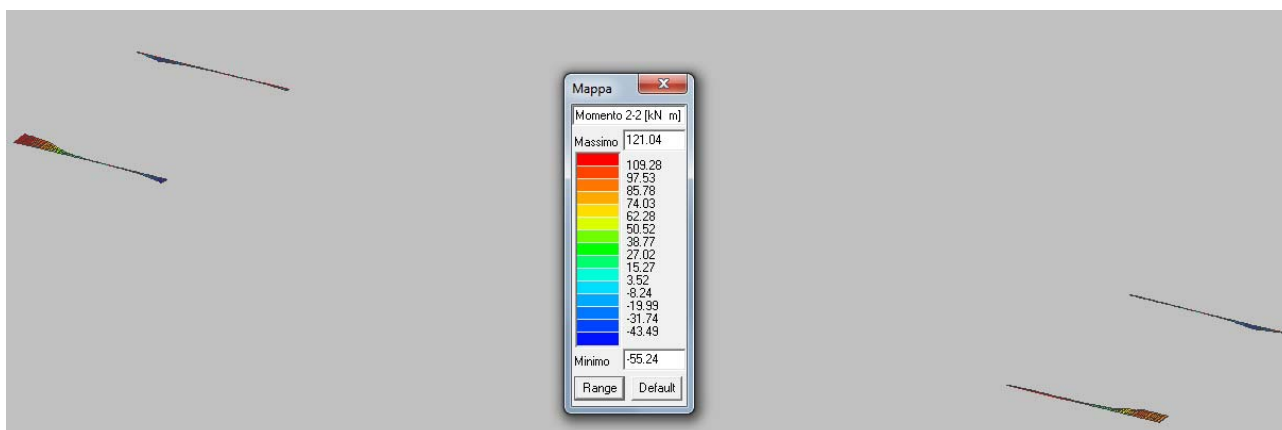 Mappa
Momento 2-2 [kN m]
Massimo 121.04
109.28
97.53
85.78
74.03
62.28
50.52
38.77
27.02
15.27
3.52
-8.24
-19.99
-31.74
-43.49
Minimo -55.24
Range Default